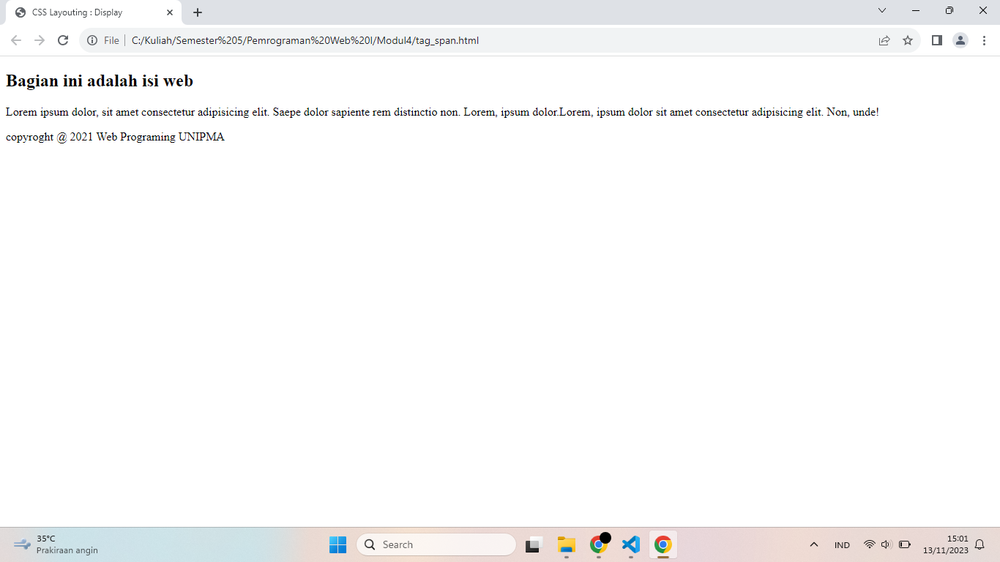 CSS Layouting : Display
File
C:/Kuliah/Semester%205/Pemrograman%20Web%20I/Modul4/tag_span.html
Bagian ini adalah isi web
Lorem ipsum dolor, sit amet consectetur adipisicing elit. Saepe dolor sapiente rem distinctio non. Lorem, ipsum dolor.Lorem, ipsum dolor sit amet consectetur adipisicing elit. Non, unde!
copyroght @ 2021 Web Programing UNIPMA
35°C
Prakiraan angin
Search
IND
15:01
13/11/2023